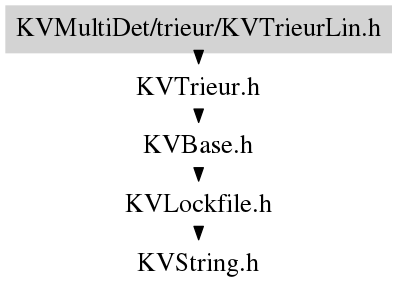 KVMultiDet/trieur/KVTrieurLin.h
KVTrieur.h
KVBase.h
KVLockfile.h
KVString.h